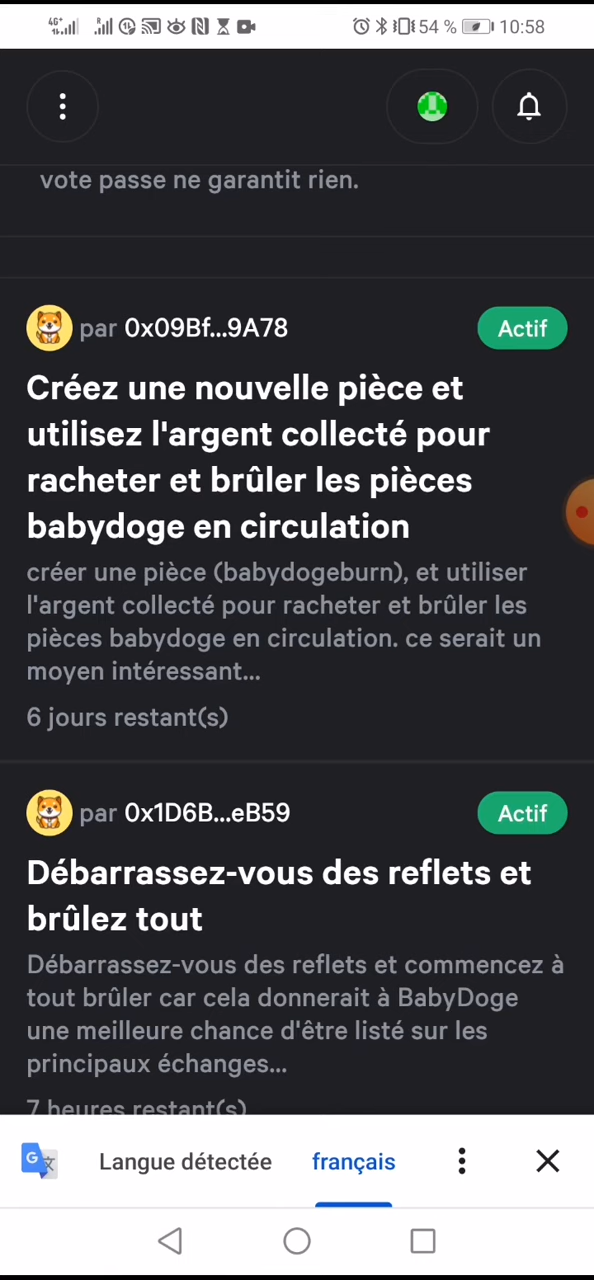 4G+ R 54 % 10:58
vote passe ne garantit rien.
par 0x09Bf...9A78 Actif
Créez une nouvelle pièce et
utilisez l'argent collecté pour
racheter et brûler les pièces
babydoge en circulation
créer une pièce (babydogeburn), et utiliser
l'argent collecté pour racheter et brûler les
pièces babydoge en circulation. ce serait un
moyen intéressant...
6 jours restant(s)
par 0x1D6B...eB59 Actif
Débarrassez-vous des reflets et
brûlez tout
Débarrassez-vous des reflets et commencez à
tout brûler car cela donnerait à BabyDoge
une meilleure chance d'être listé sur les
principaux échanges...
7 heures restant(s)
G Langue détectée français